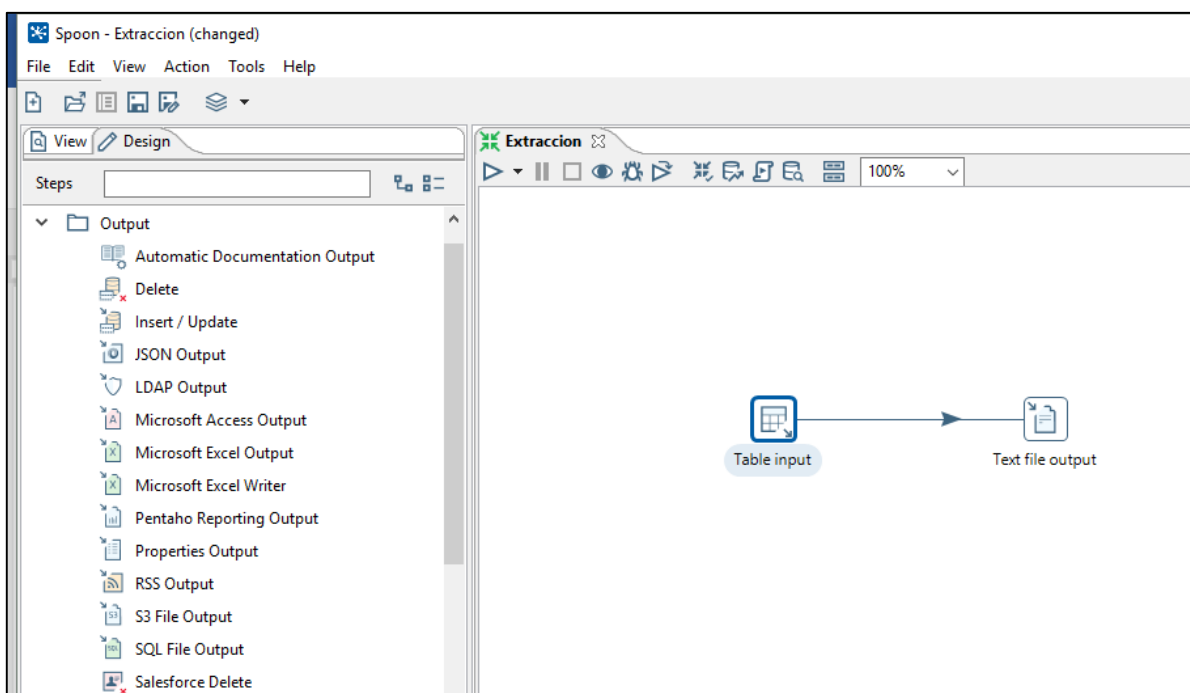 Spoon - Extraccion (changed)
File Edit View Action Tools Help
View Design
Extraccion
Steps
100%
Output
Automatic Documentation Output
Delete
Insert / Update
JSON Output
LDAP Output
Microsoft Access Output
Microsoft Excel Output
Microsoft Excel Writer
Pentaho Reporting Output
Properties Output
RSS Output
S3 File Output
SQL File Output
Salesforce Delete
Table input
Text file output